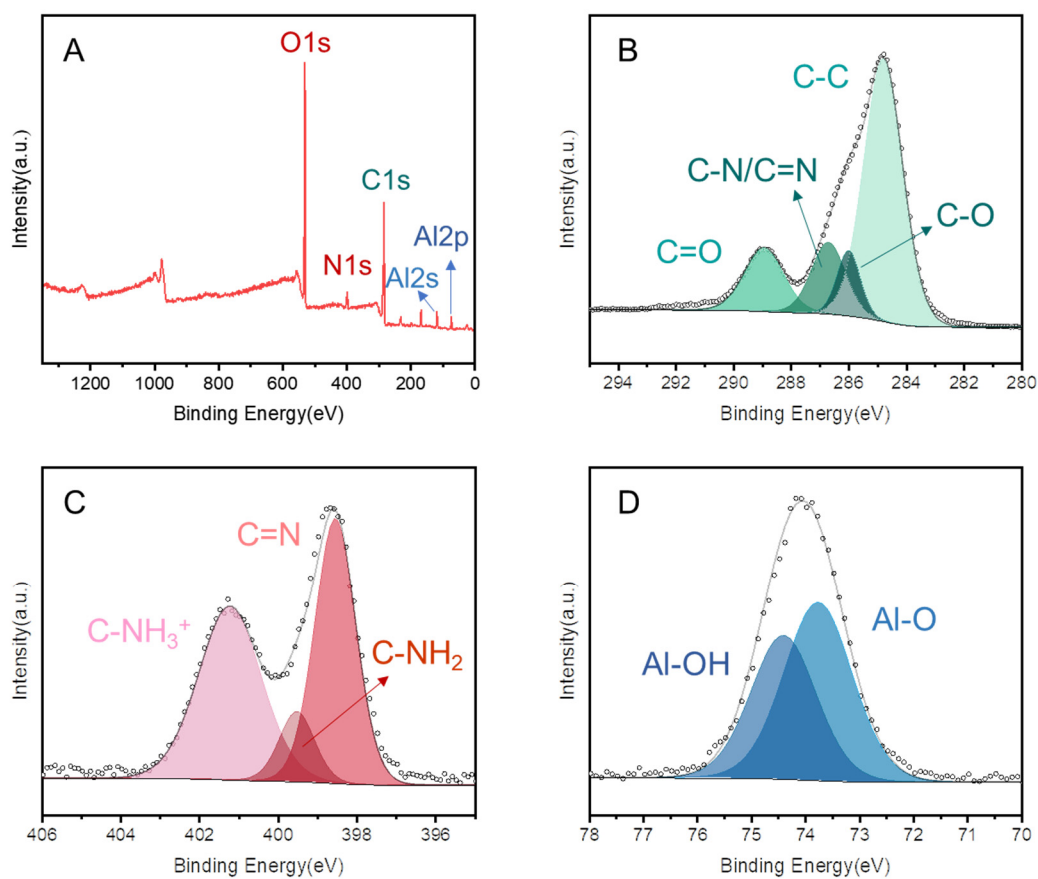 A
O1s
C1s
N1s
Al2s
Al2p
Intensity(a.u.)
1200 1000 800 600 400 200 0
Binding Energy(eV)
B
C-C
C-N/C=N
C-O
C=O
Intensity(a.u.)
294 292 290 288 286 284 282 280
Binding Energy(eV)
C
C=N
C-NH₃⁺
C-NH₂
Intensity(a.u.)
406 404 402 400 398 396
Binding Energy(eV)
D
Al-O
Al-OH
Intensity(a.u.)
78 77 76 75 74 73 72 71 70
Binding Energy(eV)